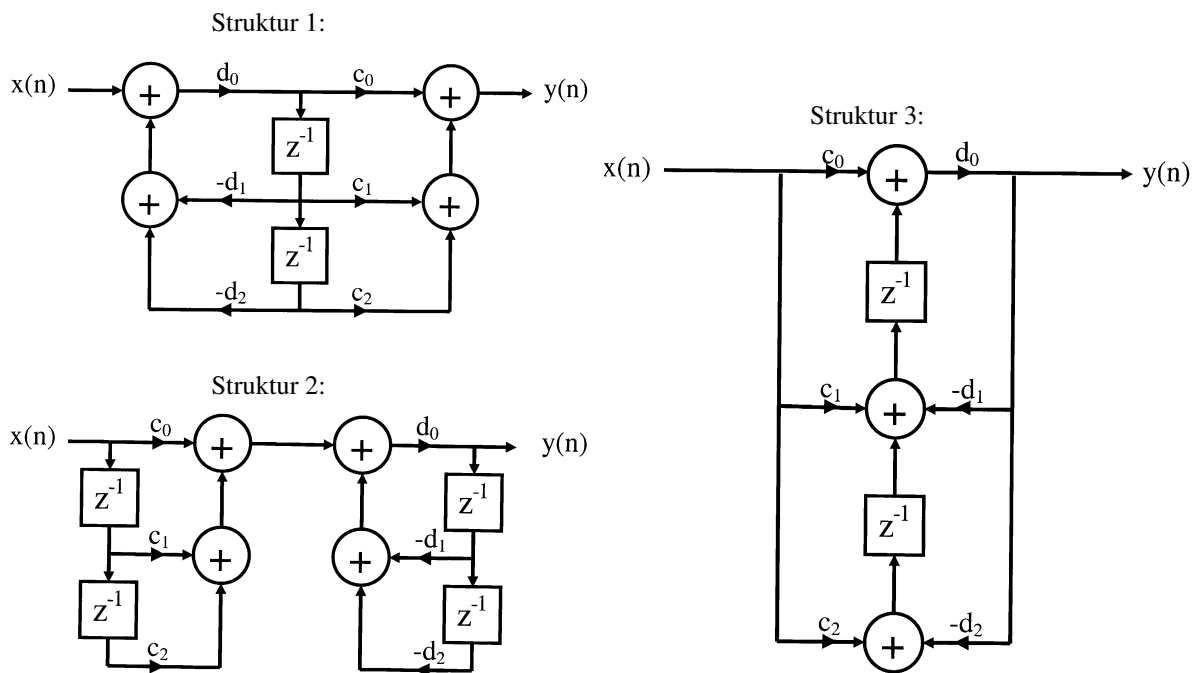 Struktur 1:
x(n) + d₀ c₀ + y(n)
z⁻¹
+ -d₁ c₁ +
z⁻¹
-d₂ c₂
Struktur 2:
x(n) c₀ + + d₀ y(n)
z⁻¹ z⁻¹
c₁ + + -d₁
z⁻¹ z⁻¹
c₂ -d₂
Struktur 3:
x(n) c₀ + d₀ y(n)
z⁻¹
c₁ + -d₁
z⁻¹
c₂ + -d₂